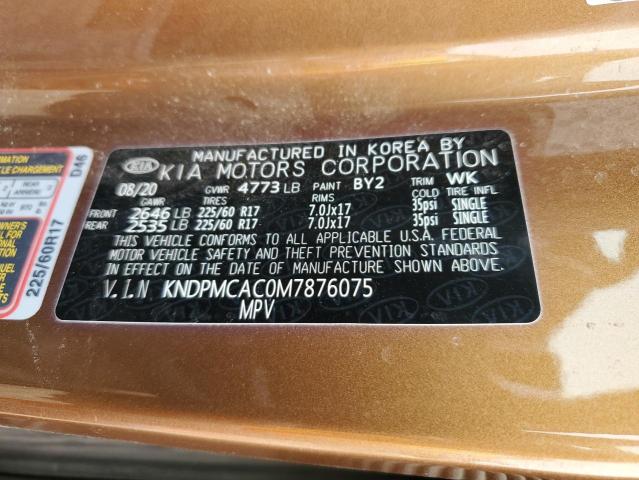 MANUFACTURED IN KOREA BY
KIA KIA MOTORS CORPORATION
08/20 GVWR 4773 LB PAINT BY2 TRIM WK
RIMS COLD TIRE INFL
FRONT 2646 LB 225/60 R17 7.0Jx17 35psi SINGLE
REAR 2535 LB 225/60 R17 7.0Jx17 35psi SINGLE
THIS VEHICLE CONFORMS TO ALL APPLICABLE U.S.A. FEDERAL
MOTOR VEHICLE SAFETY AND THEFT PREVENTION STANDARDS
IN EFFECT ON THE DATE OF MANUFACTURE SHOWN ABOVE.
V.I.N KNDPMCAC0M7876075
MPV
225/60R17
D46